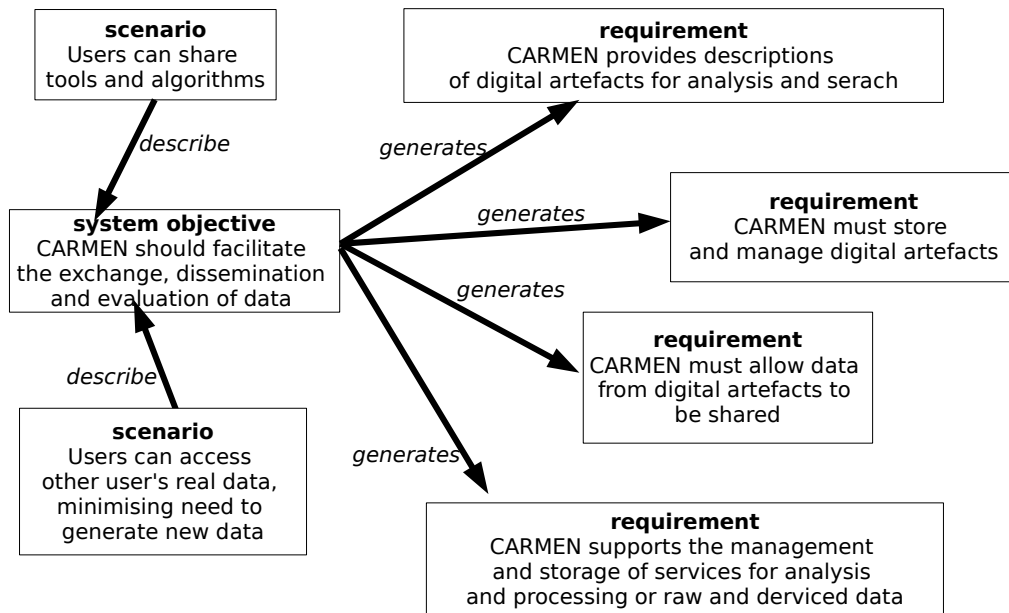 scenario
Users can share
tools and algorithms
describe
system objective
CARMEN should facilitate
the exchange, dissemination
and evaluation of data
describe
scenario
Users can access
other user's real data,
minimising need to
generate new data
generates
requirement
CARMEN provides descriptions
of digital artefacts for analysis and serach
generates
requirement
CARMEN must store
and manage digital artefacts
generates
requirement
CARMEN must allow data
from digital artefacts to
be shared
generates
requirement
CARMEN supports the management
and storage of services for analysis
and processing or raw and derviced data